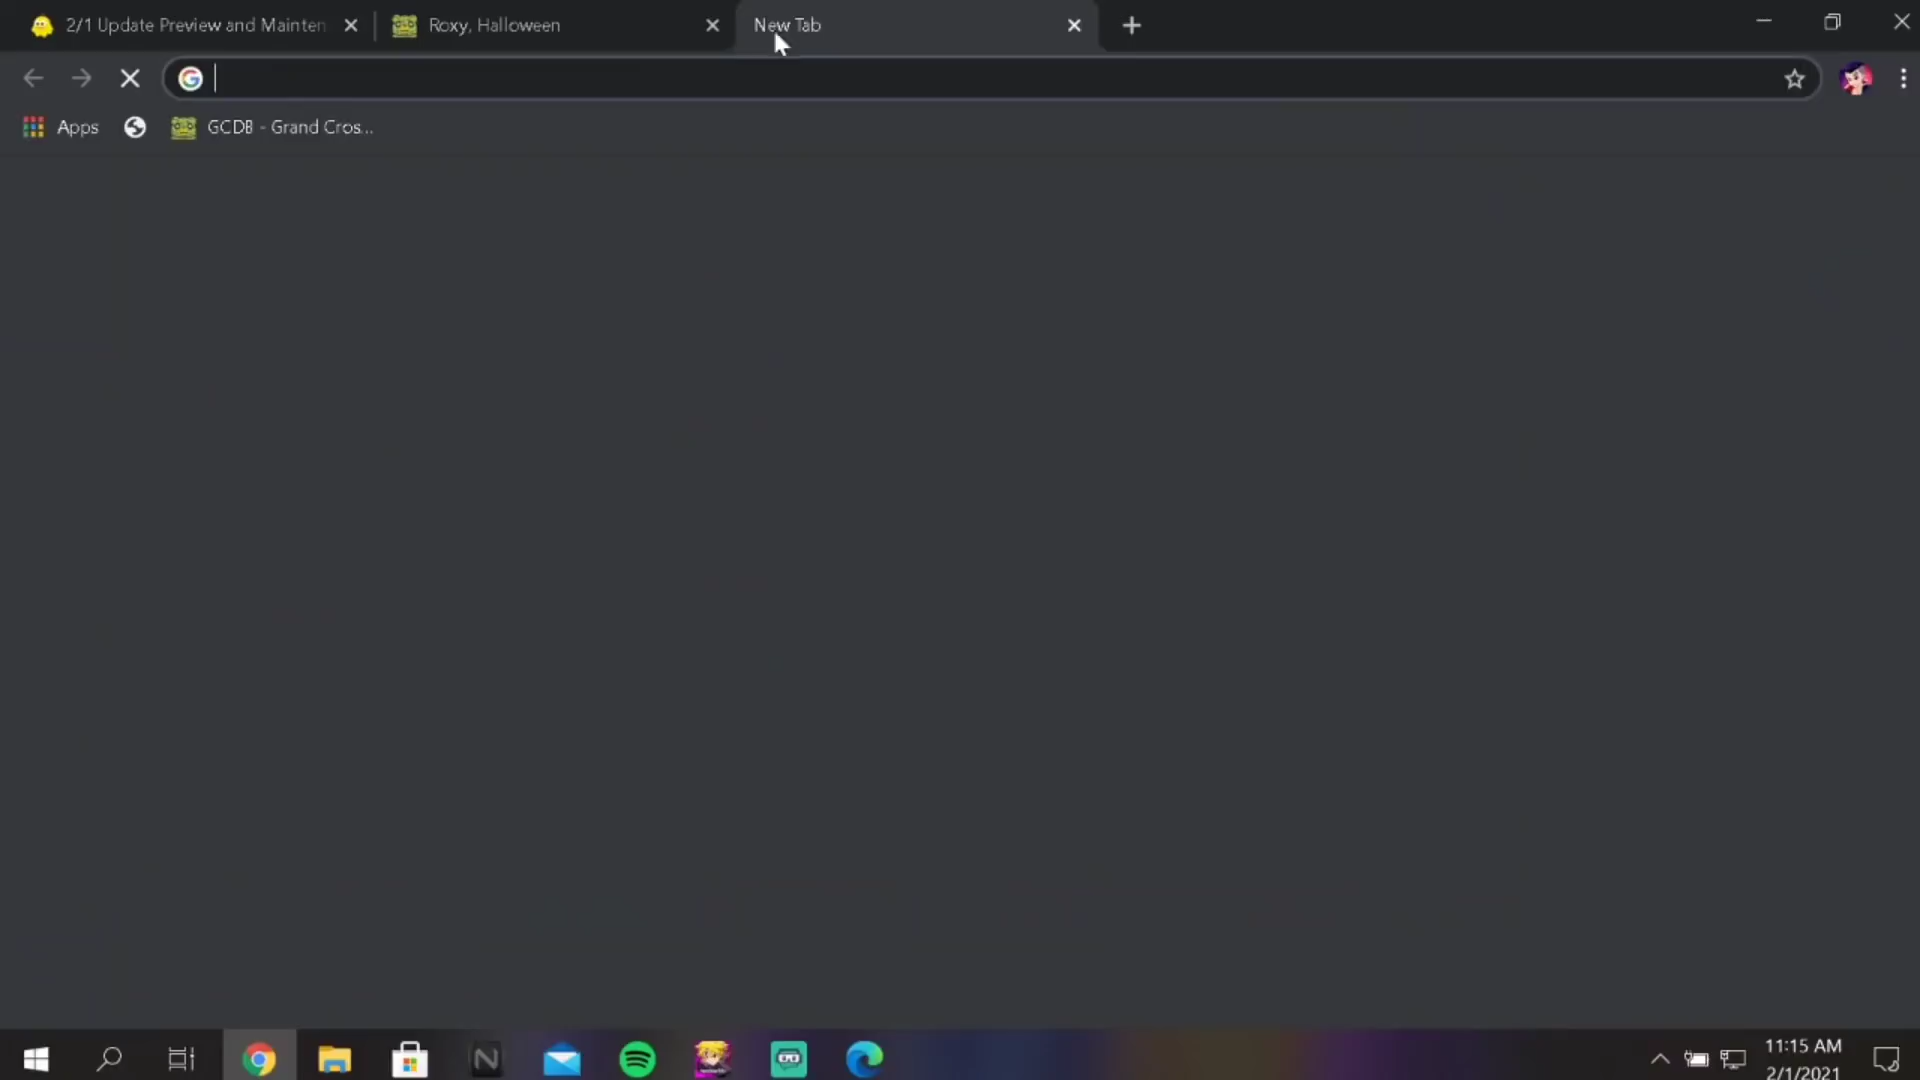 2/1 Update Preview and Mainten
Roxy, Halloween
New Tab
Apps
GCDB - Grand Cros...
11:15 AM
2/1/2021